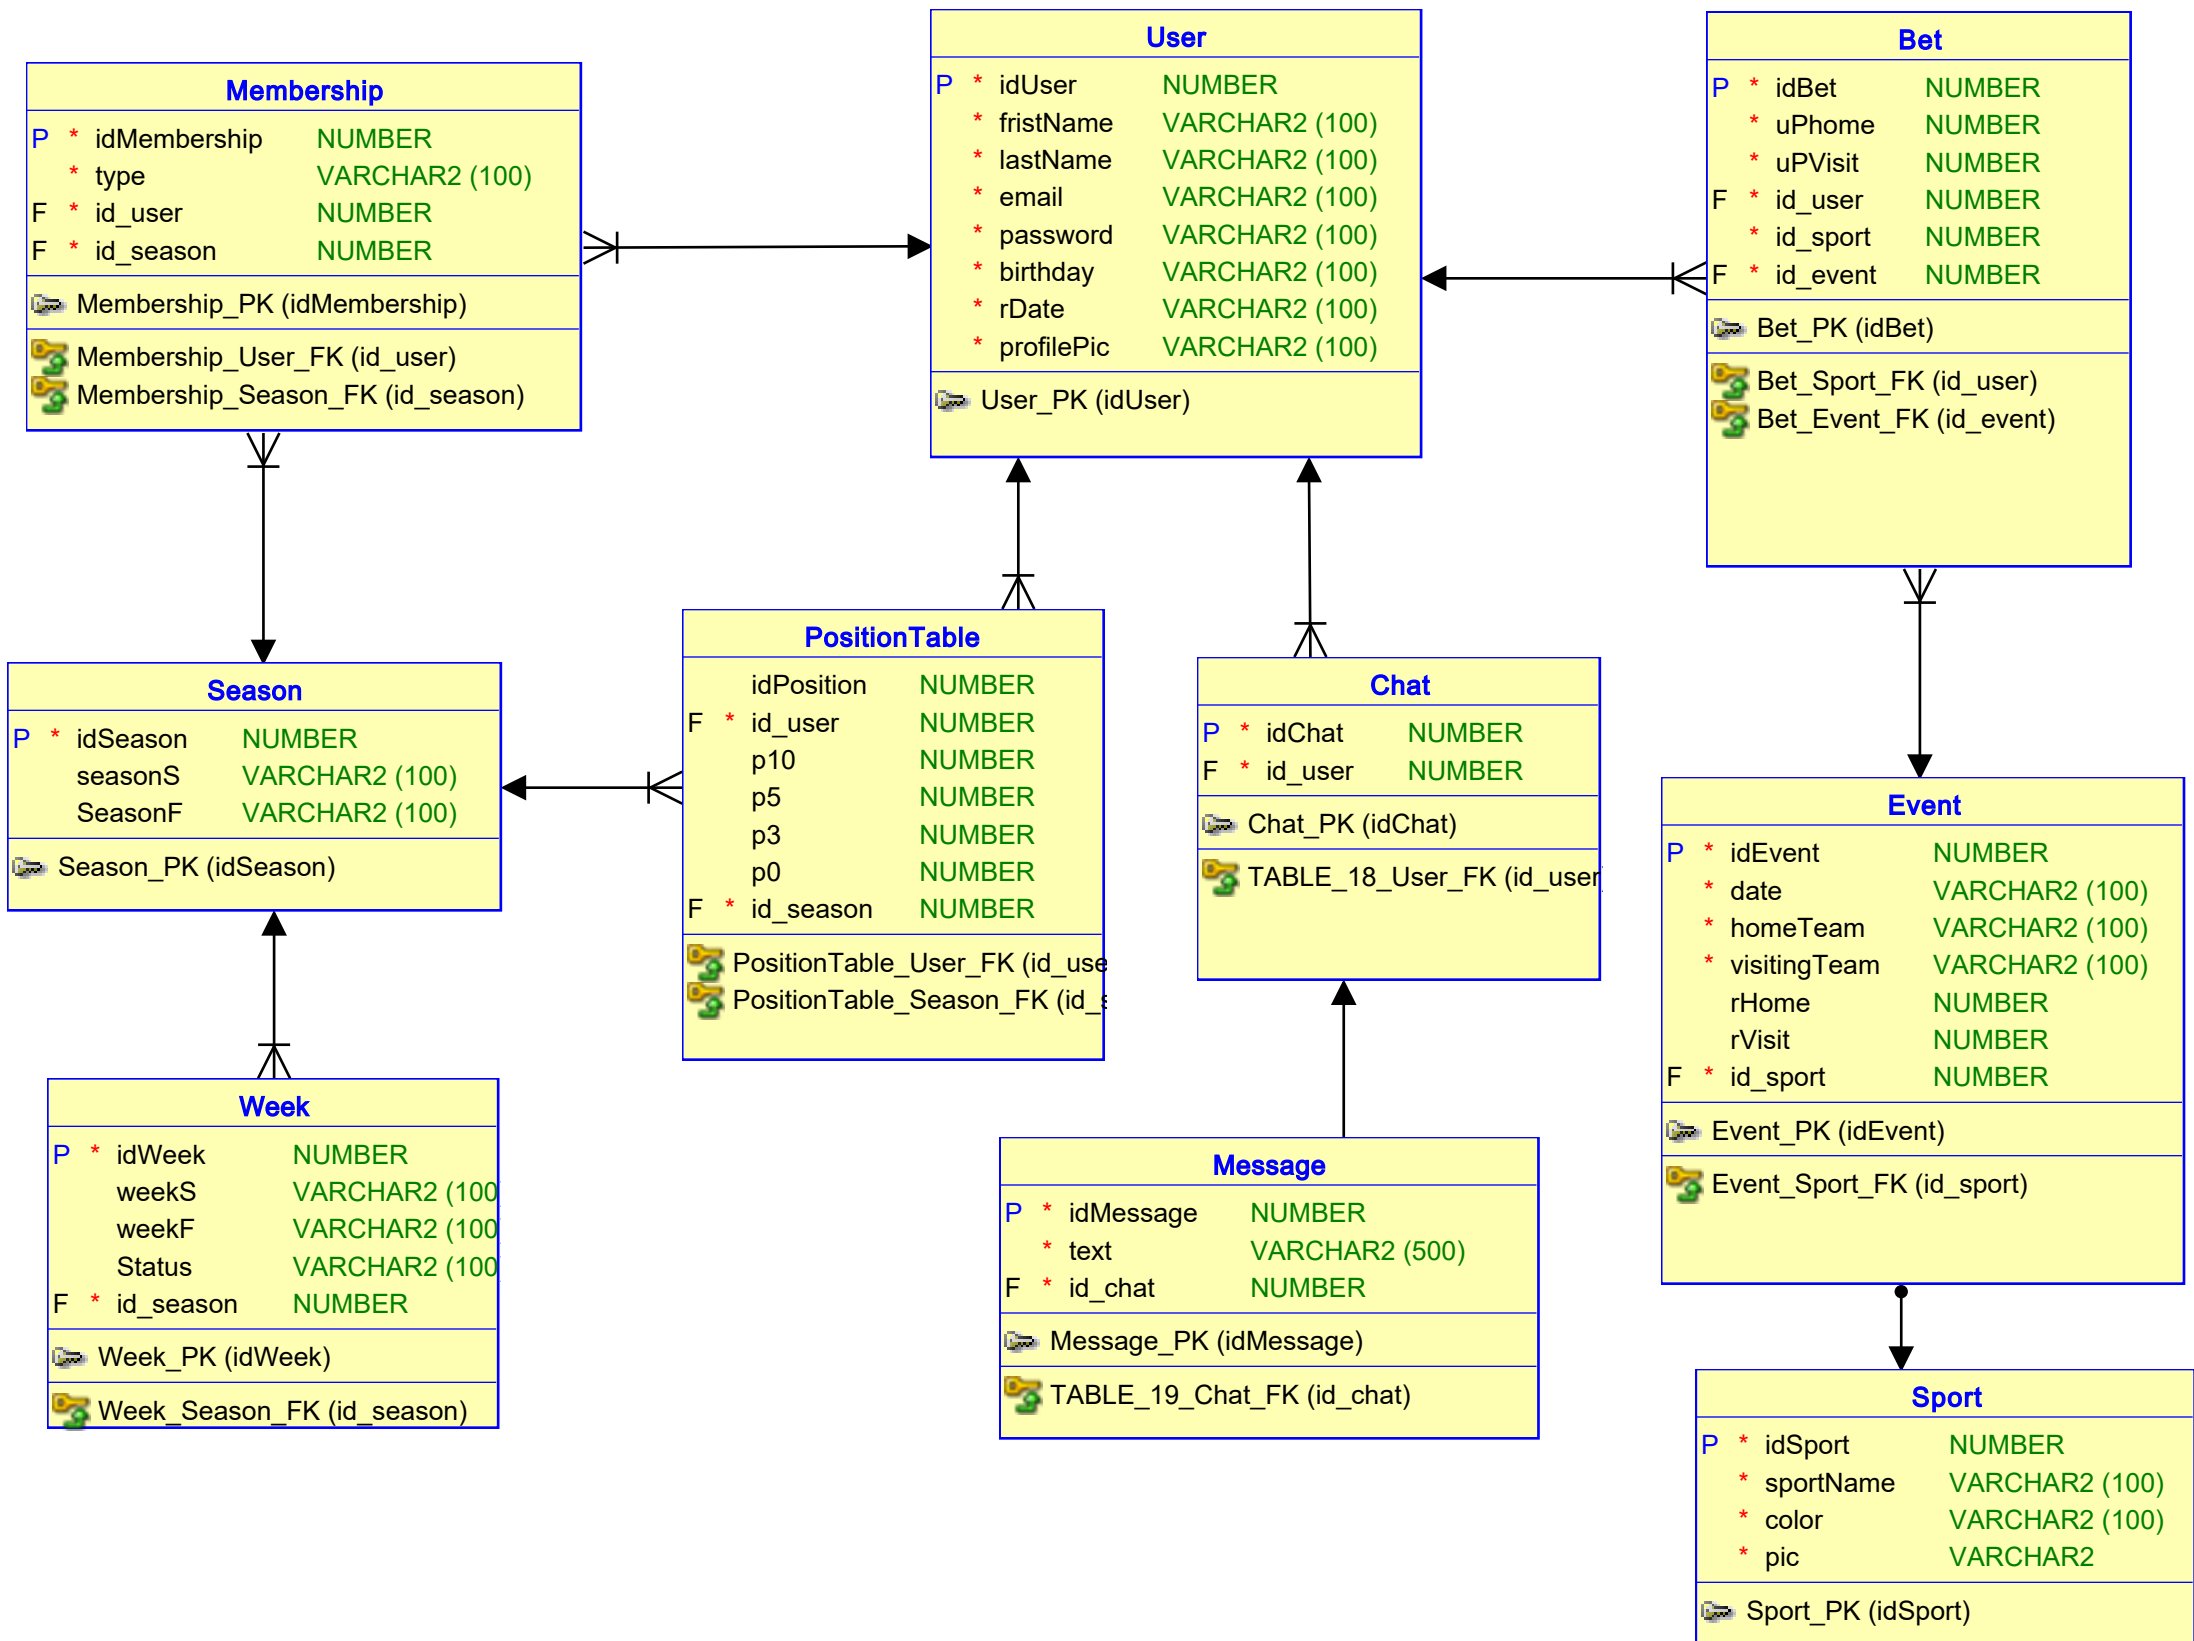 Membership
P * idMembership NUMBER
* type VARCHAR2 (100)
F * id_user NUMBER
F * id_season NUMBER
Membership_PK (idMembership)
Membership_User_FK (id_user)
Membership_Season_FK (id_season)
User
P * idUser NUMBER
* fristName VARCHAR2 (100)
* lastName VARCHAR2 (100)
* email VARCHAR2 (100)
* password VARCHAR2 (100)
* birthday VARCHAR2 (100)
* rDate VARCHAR2 (100)
* profilePic VARCHAR2 (100)
User_PK (idUser)
Bet
P * idBet NUMBER
* uPhome NUMBER
* uPVisit NUMBER
F * id_user NUMBER
* id_sport NUMBER
F * id_event NUMBER
Bet_PK (idBet)
Bet_Sport_FK (id_user)
Bet_Event_FK (id_event)
Season
P * idSeason NUMBER
seasonS VARCHAR2 (100)
SeasonF VARCHAR2 (100)
Season_PK (idSeason)
PositionTable
idPosition NUMBER
F * id_user NUMBER
p10 NUMBER
p5 NUMBER
p3 NUMBER
p0 NUMBER
F * id_season NUMBER
PositionTable_User_FK (id_use
PositionTable_Season_FK (id_s
Chat
P * idChat NUMBER
F * id_user NUMBER
Chat_PK (idChat)
TABLE_18_User_FK (id_user
Event
P * idEvent NUMBER
* date VARCHAR2 (100)
* homeTeam VARCHAR2 (100)
* visitingTeam VARCHAR2 (100)
rHome NUMBER
rVisit NUMBER
F * id_sport NUMBER
Event_PK (idEvent)
Event_Sport_FK (id_sport)
Week
P * idWeek NUMBER
weekS VARCHAR2 (100
weekF VARCHAR2 (100
Status VARCHAR2 (100
F * id_season NUMBER
Week_PK (idWeek)
Week_Season_FK (id_season)
Message
P * idMessage NUMBER
* text VARCHAR2 (500)
F * id_chat NUMBER
Message_PK (idMessage)
TABLE_19_Chat_FK (id_chat)
Sport
P * idSport NUMBER
* sportName VARCHAR2 (100)
* color VARCHAR2 (100)
* pic VARCHAR2
Sport_PK (idSport)